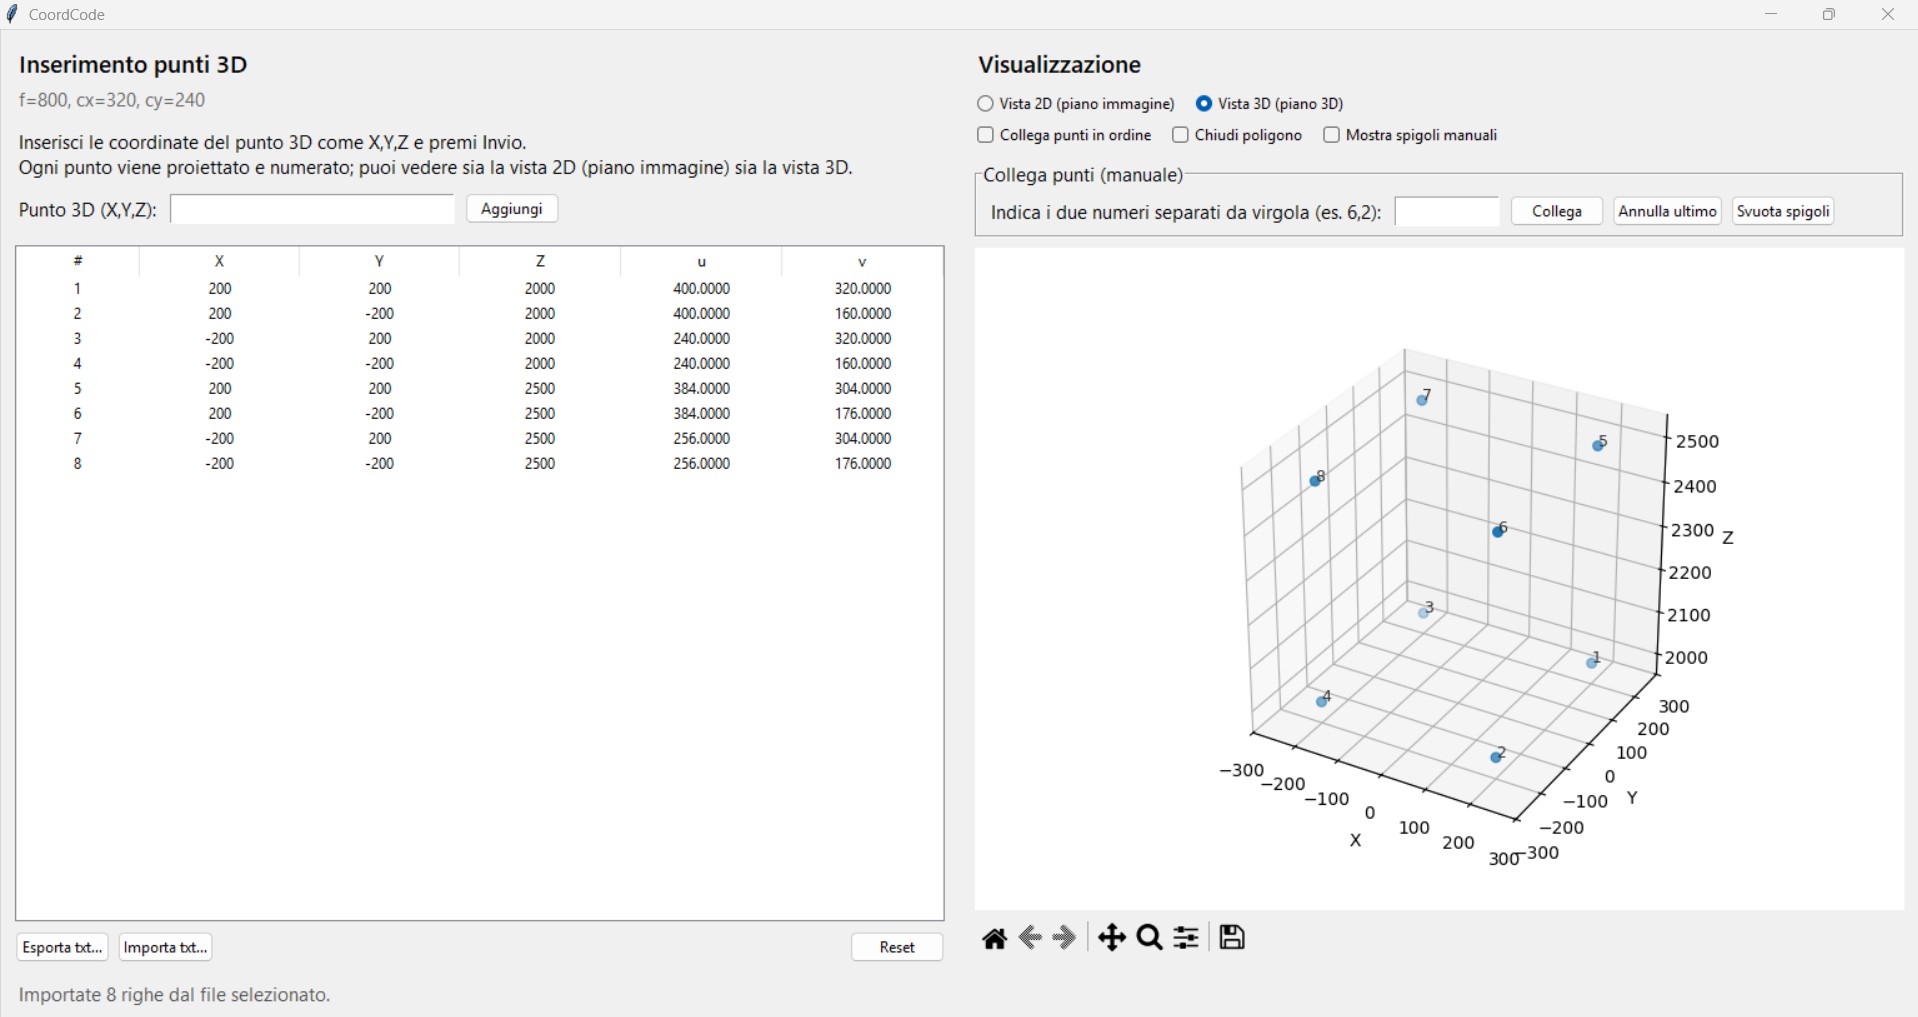 CoordCode
Inserimento punti 3D
f=800, cx=320, cy=240
Inserisci le coordinate del punto 3D come X,Y,Z e premi Invio.
Ogni punto viene proiettato e numerato; puoi vedere sia la vista 2D (piano immagine) sia la vista 3D.
Punto 3D (X,Y,Z):
Aggiungi
# X Y Z u v
1 200 200 2000 400.0000 320.0000
2 200 -200 2000 400.0000 160.0000
3 -200 200 2000 240.0000 320.0000
4 -200 -200 2000 240.0000 160.0000
5 200 200 2500 384.0000 304.0000
6 200 -200 2500 384.0000 176.0000
7 -200 200 2500 256.0000 304.0000
8 -200 -200 2500 256.0000 176.0000
Esporta txt... Importa txt... Reset
Importate 8 righe dal file selezionato.
Visualizzazione
Vista 2D (piano immagine) Vista 3D (piano 3D)
Collega punti in ordine Chiudi poligono Mostra spigoli manuali
Collega punti (manuale)
Indica i due numeri separati da virgola (es. 6,2): Collega Annulla ultimo Svuota spigoli
7
5
8
6
3
1
4
2
2500
2400
2300
2200
2100
2000
Z
300
200
100
0
−100
−200
−300
Y
−300
−200
−100
0
100
200
300
X